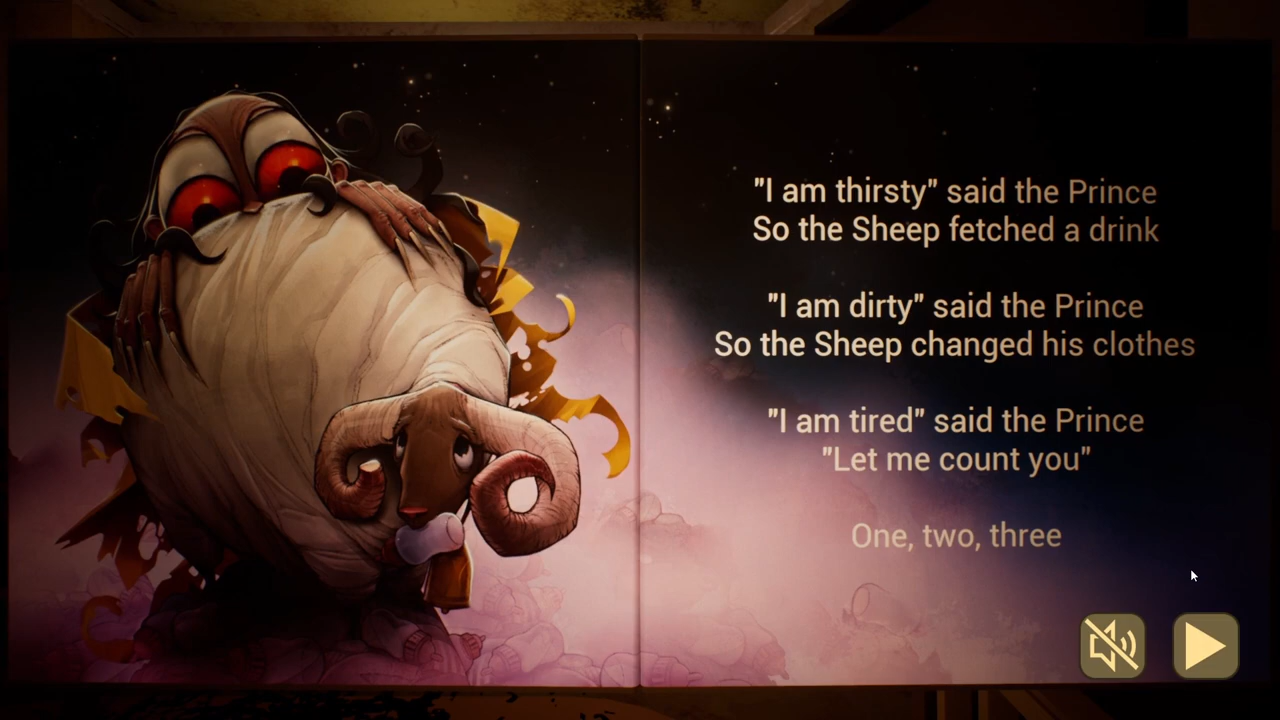 "I am thirsty" said the Prince
So the Sheep fetched a drink
"I am dirty" said the Prince
So the Sheep changed his clothes
"I am tired" said the Prince
"Let me count you"
One, two, three